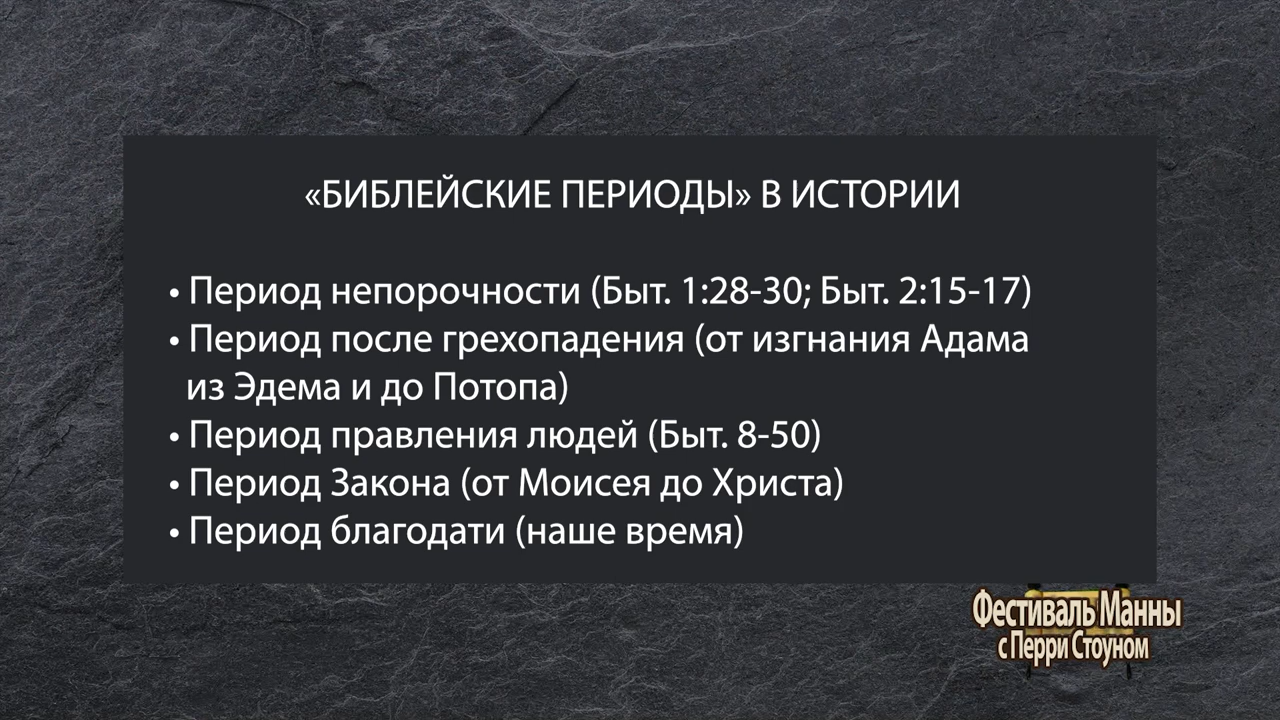 «БИБЛЕЙСКИЕ ПЕРИОДЫ» В ИСТОРИИ
• Период непорочности (Быт. 1:28-30; Быт. 2:15-17)
• Период после грехопадения (от изгнания Адама
из Эдема и до Потопа)
• Период правления людей (Быт. 8-50)
• Период Закона (от Моисея до Христа)
• Период благодати (наше время)
Фестиваль Манны
с Перри Стоуном